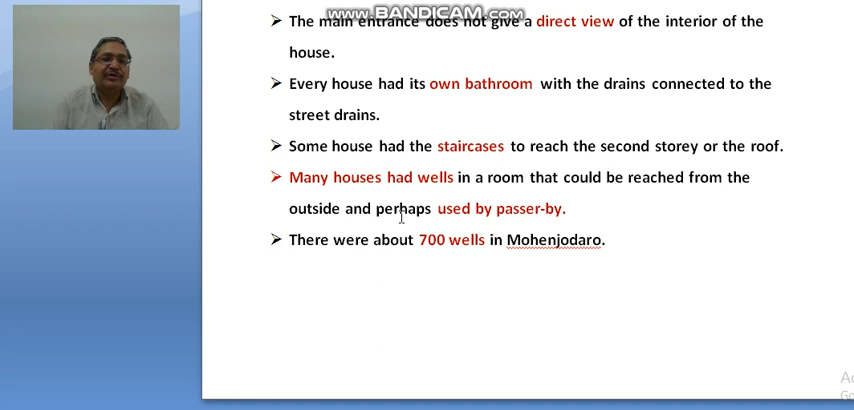 www.BANDICAM.com
➢ The main entrance does not give a direct view of the interior of the
house.
➢ Every house had its own bathroom with the drains connected to the
street drains.
➢ Some house had the staircases to reach the second storey or the roof.
➢ Many houses had wells in a room that could be reached from the
outside and perhaps used by passer-by.
➢ There were about 700 wells in Mohenjodaro.